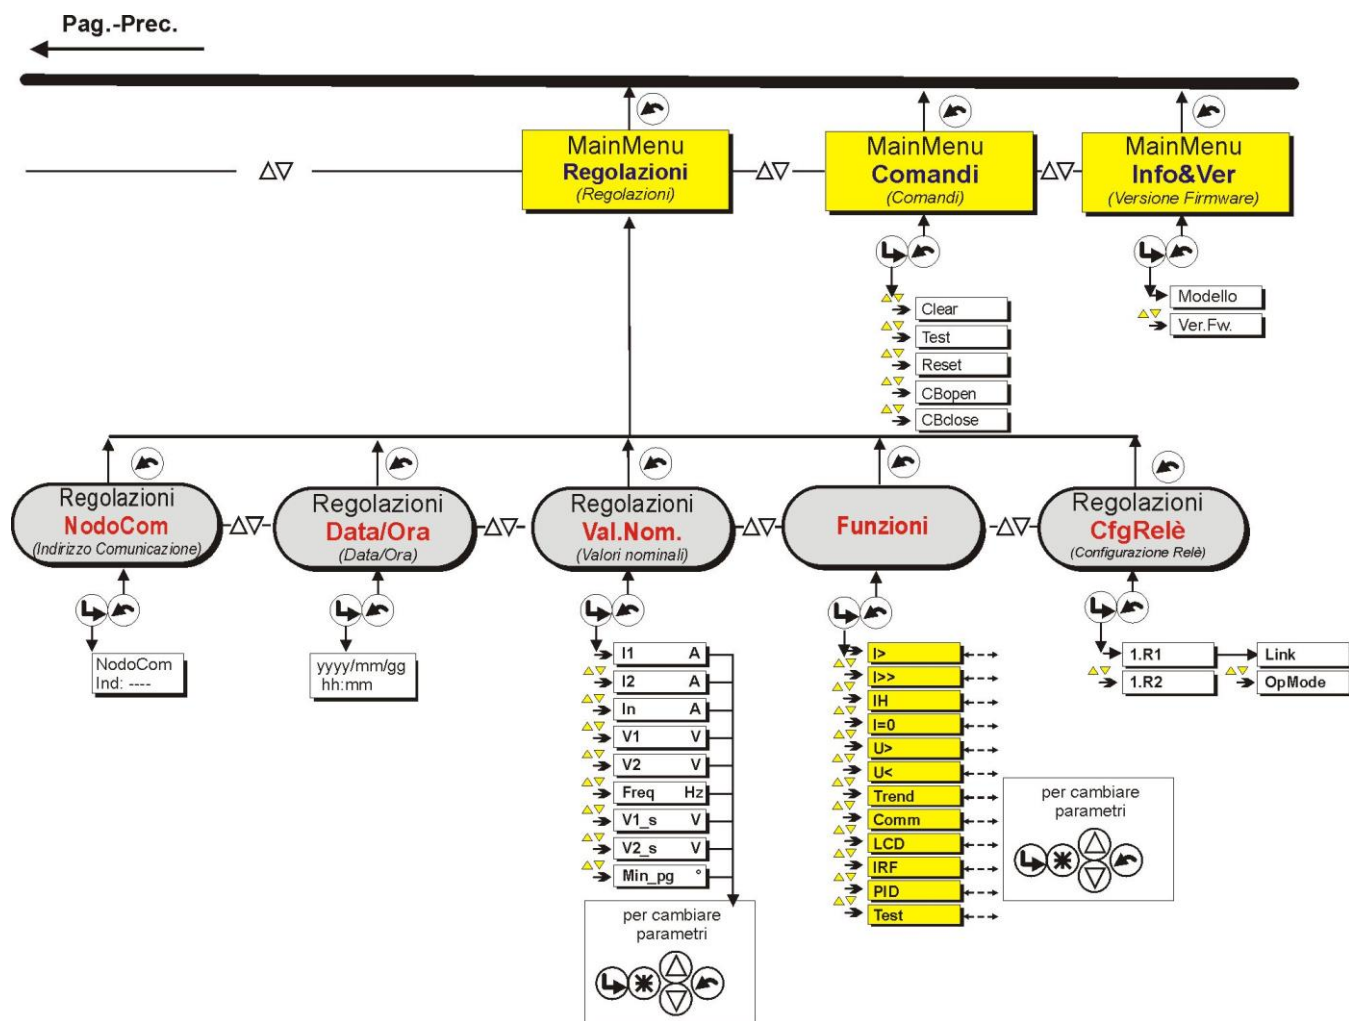 Pag.-Prec.
MainMenu
Regolazioni
(Regolazioni)
MainMenu
Comandi
(Comandi)
MainMenu
Info&Ver
(Versione Firmware)
Clear
Test
Reset
CBopen
CBclose
Modello
Ver.Fw.
Regolazioni
NodoCom
(Indirizzo Comunicazione)
Regolazioni
Data/Ora
(Data/Ora)
Regolazioni
Val.Nom.
(Valori nominali)
Funzioni
Regolazioni
CfgRelè
(Configurazione Relè)
NodoCom
Ind: ----
yyyy/mm/gg
hh:mm
I1 A
I2 A
In A
V1 V
V2 V
Freq Hz
V1_s V
V2_s V
Min_pg °
per cambiare
parametri
I>
I>>
IH
I=0
U>
U<
Trend
Comm
LCD
IRF
PID
Test
1.R1
1.R2
Link
OpMode
per cambiare
parametri